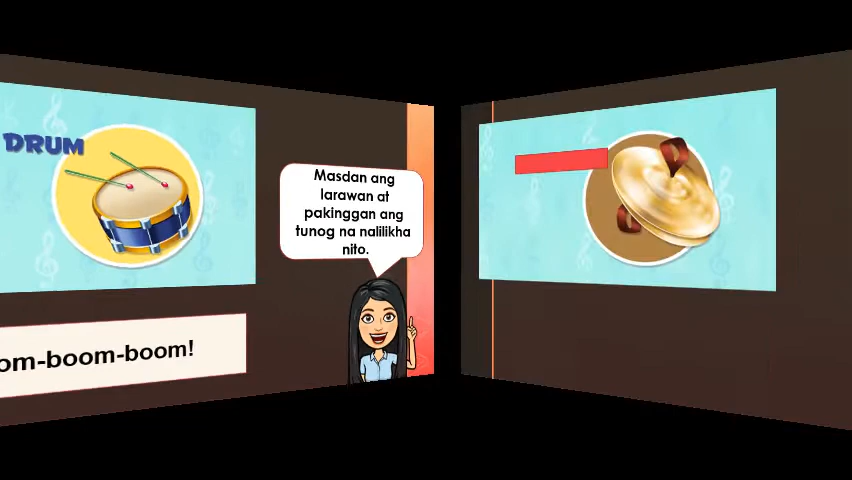 DRUM
Masdan ang
larawan at
pakinggan ang
tunog na nalilikha
nito.
om-boom-boom!